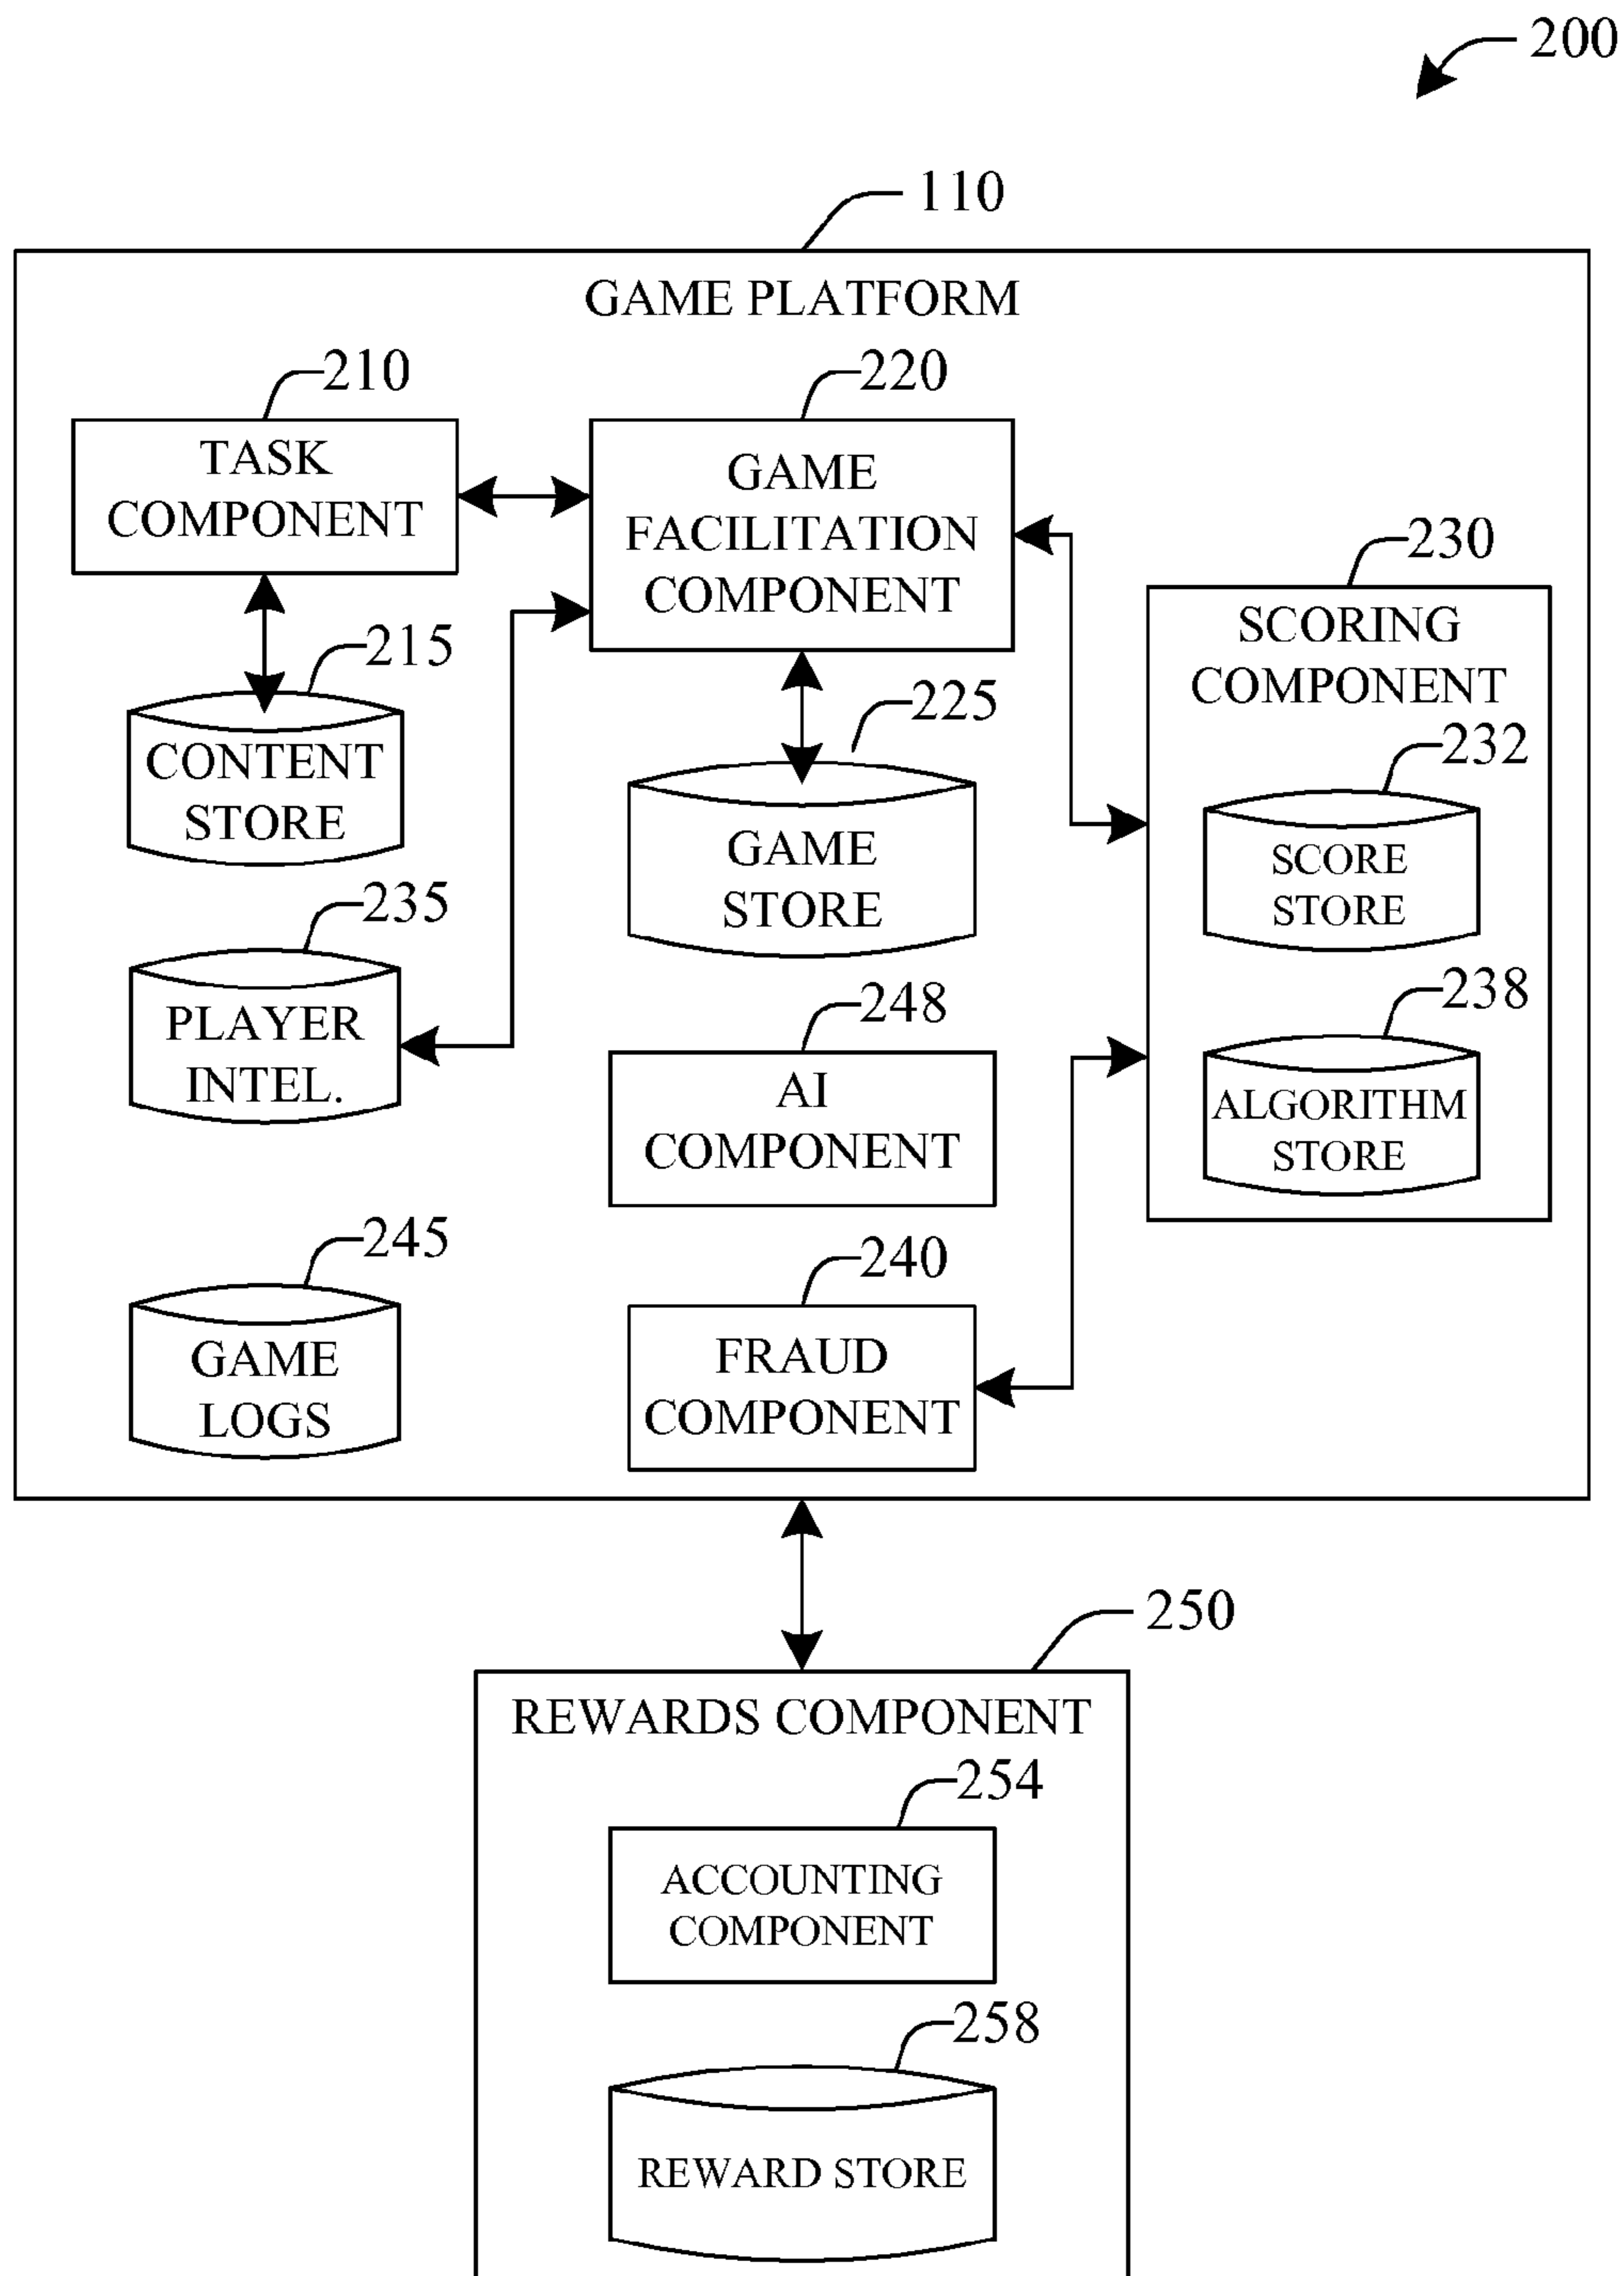 200
110
GAME PLATFORM
210
TASK
COMPONENT
220
GAME
FACILITATION
COMPONENT
230
SCORING
COMPONENT
215
CONTENT
STORE
225
GAME
STORE
232
SCORE
STORE
235
PLAYER
INTEL.
248
AI
COMPONENT
238
ALGORITHM
STORE
245
GAME
LOGS
240
FRAUD
COMPONENT
250
REWARDS COMPONENT
254
ACCOUNTING
COMPONENT
258
REWARD STORE